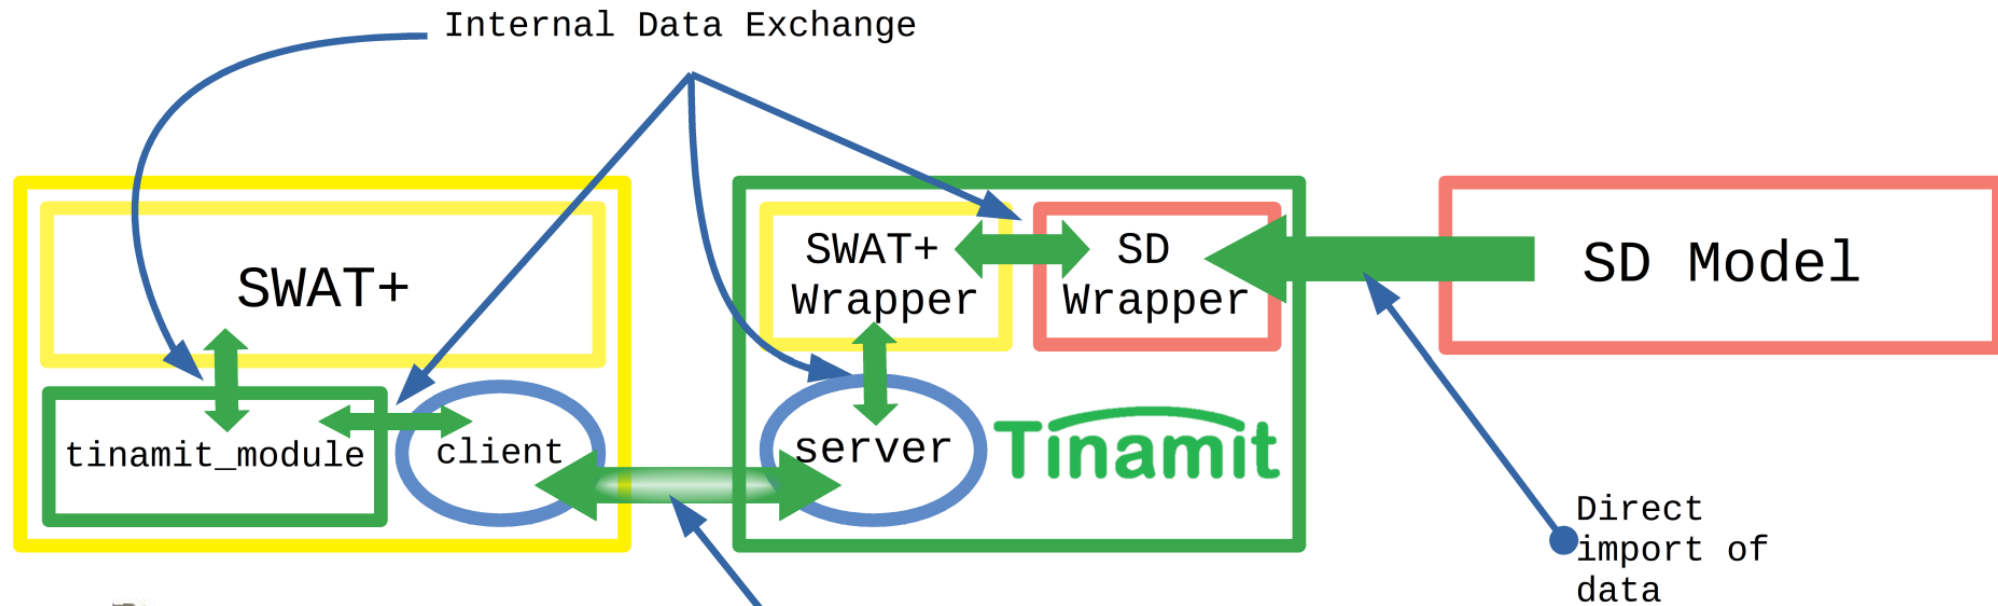 Internal Data Exchange
SWAT+
tinamit_module
client
SWAT+
Wrapper
SD
Wrapper
server
Tinamit
SD Model
Direct
import of
data